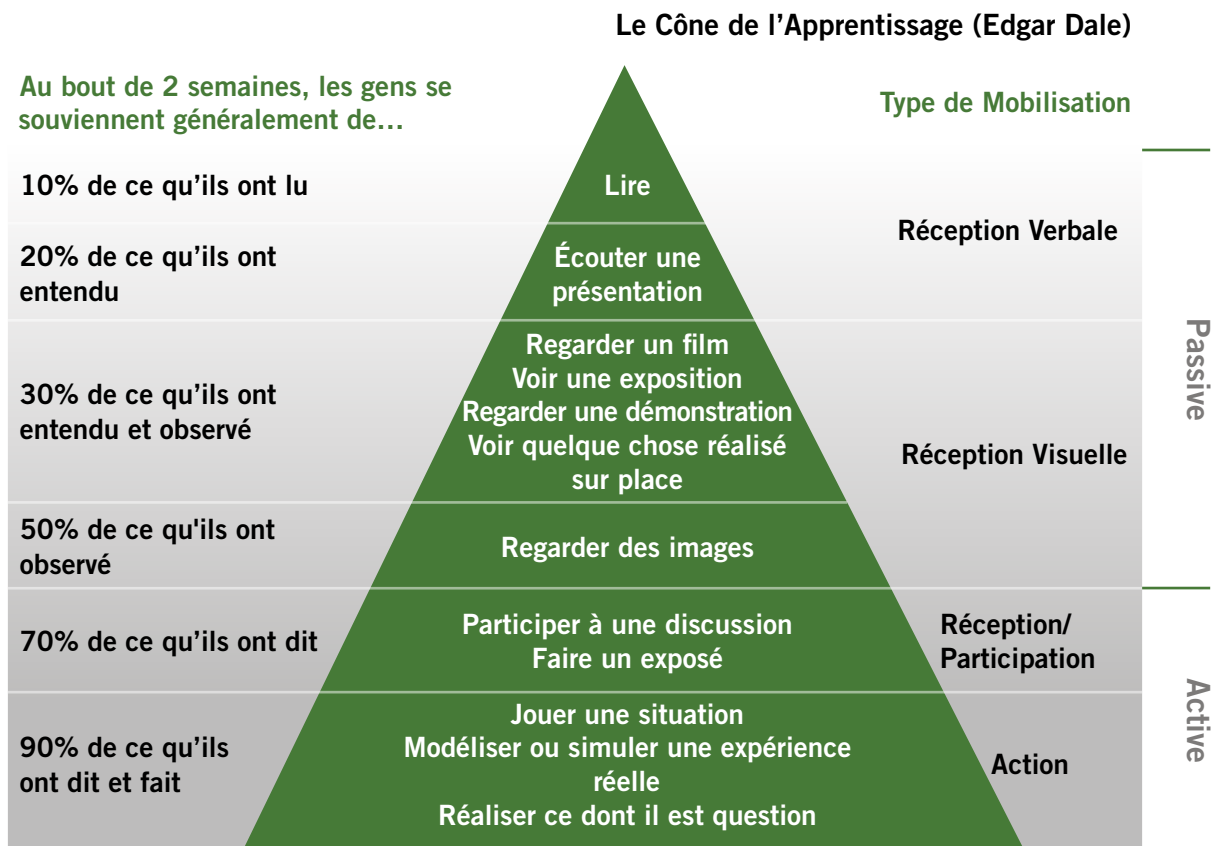 Le Cône de l’Apprentissage (Edgar Dale)
Au bout de 2 semaines, les gens se
souviennent généralement de…
Type de Mobilisation
10% de ce qu’ils ont lu
Lire
Réception Verbale
20% de ce qu’ils ont
entendu
Écouter une
présentation
Passive
30% de ce qu’ils ont
entendu et observé
Regarder un film
Voir une exposition
Regarder une démonstration
Voir quelque chose réalisé
sur place
Réception Visuelle
50% de ce qu'ils ont
observé
Regarder des images
70% de ce qu’ils ont dit
Participer à une discussion
Faire un exposé
Réception/
Participation
Active
90% de ce qu’ils
ont dit et fait
Jouer une situation
Modéliser ou simuler une expérience
réelle
Réaliser ce dont il est question
Action